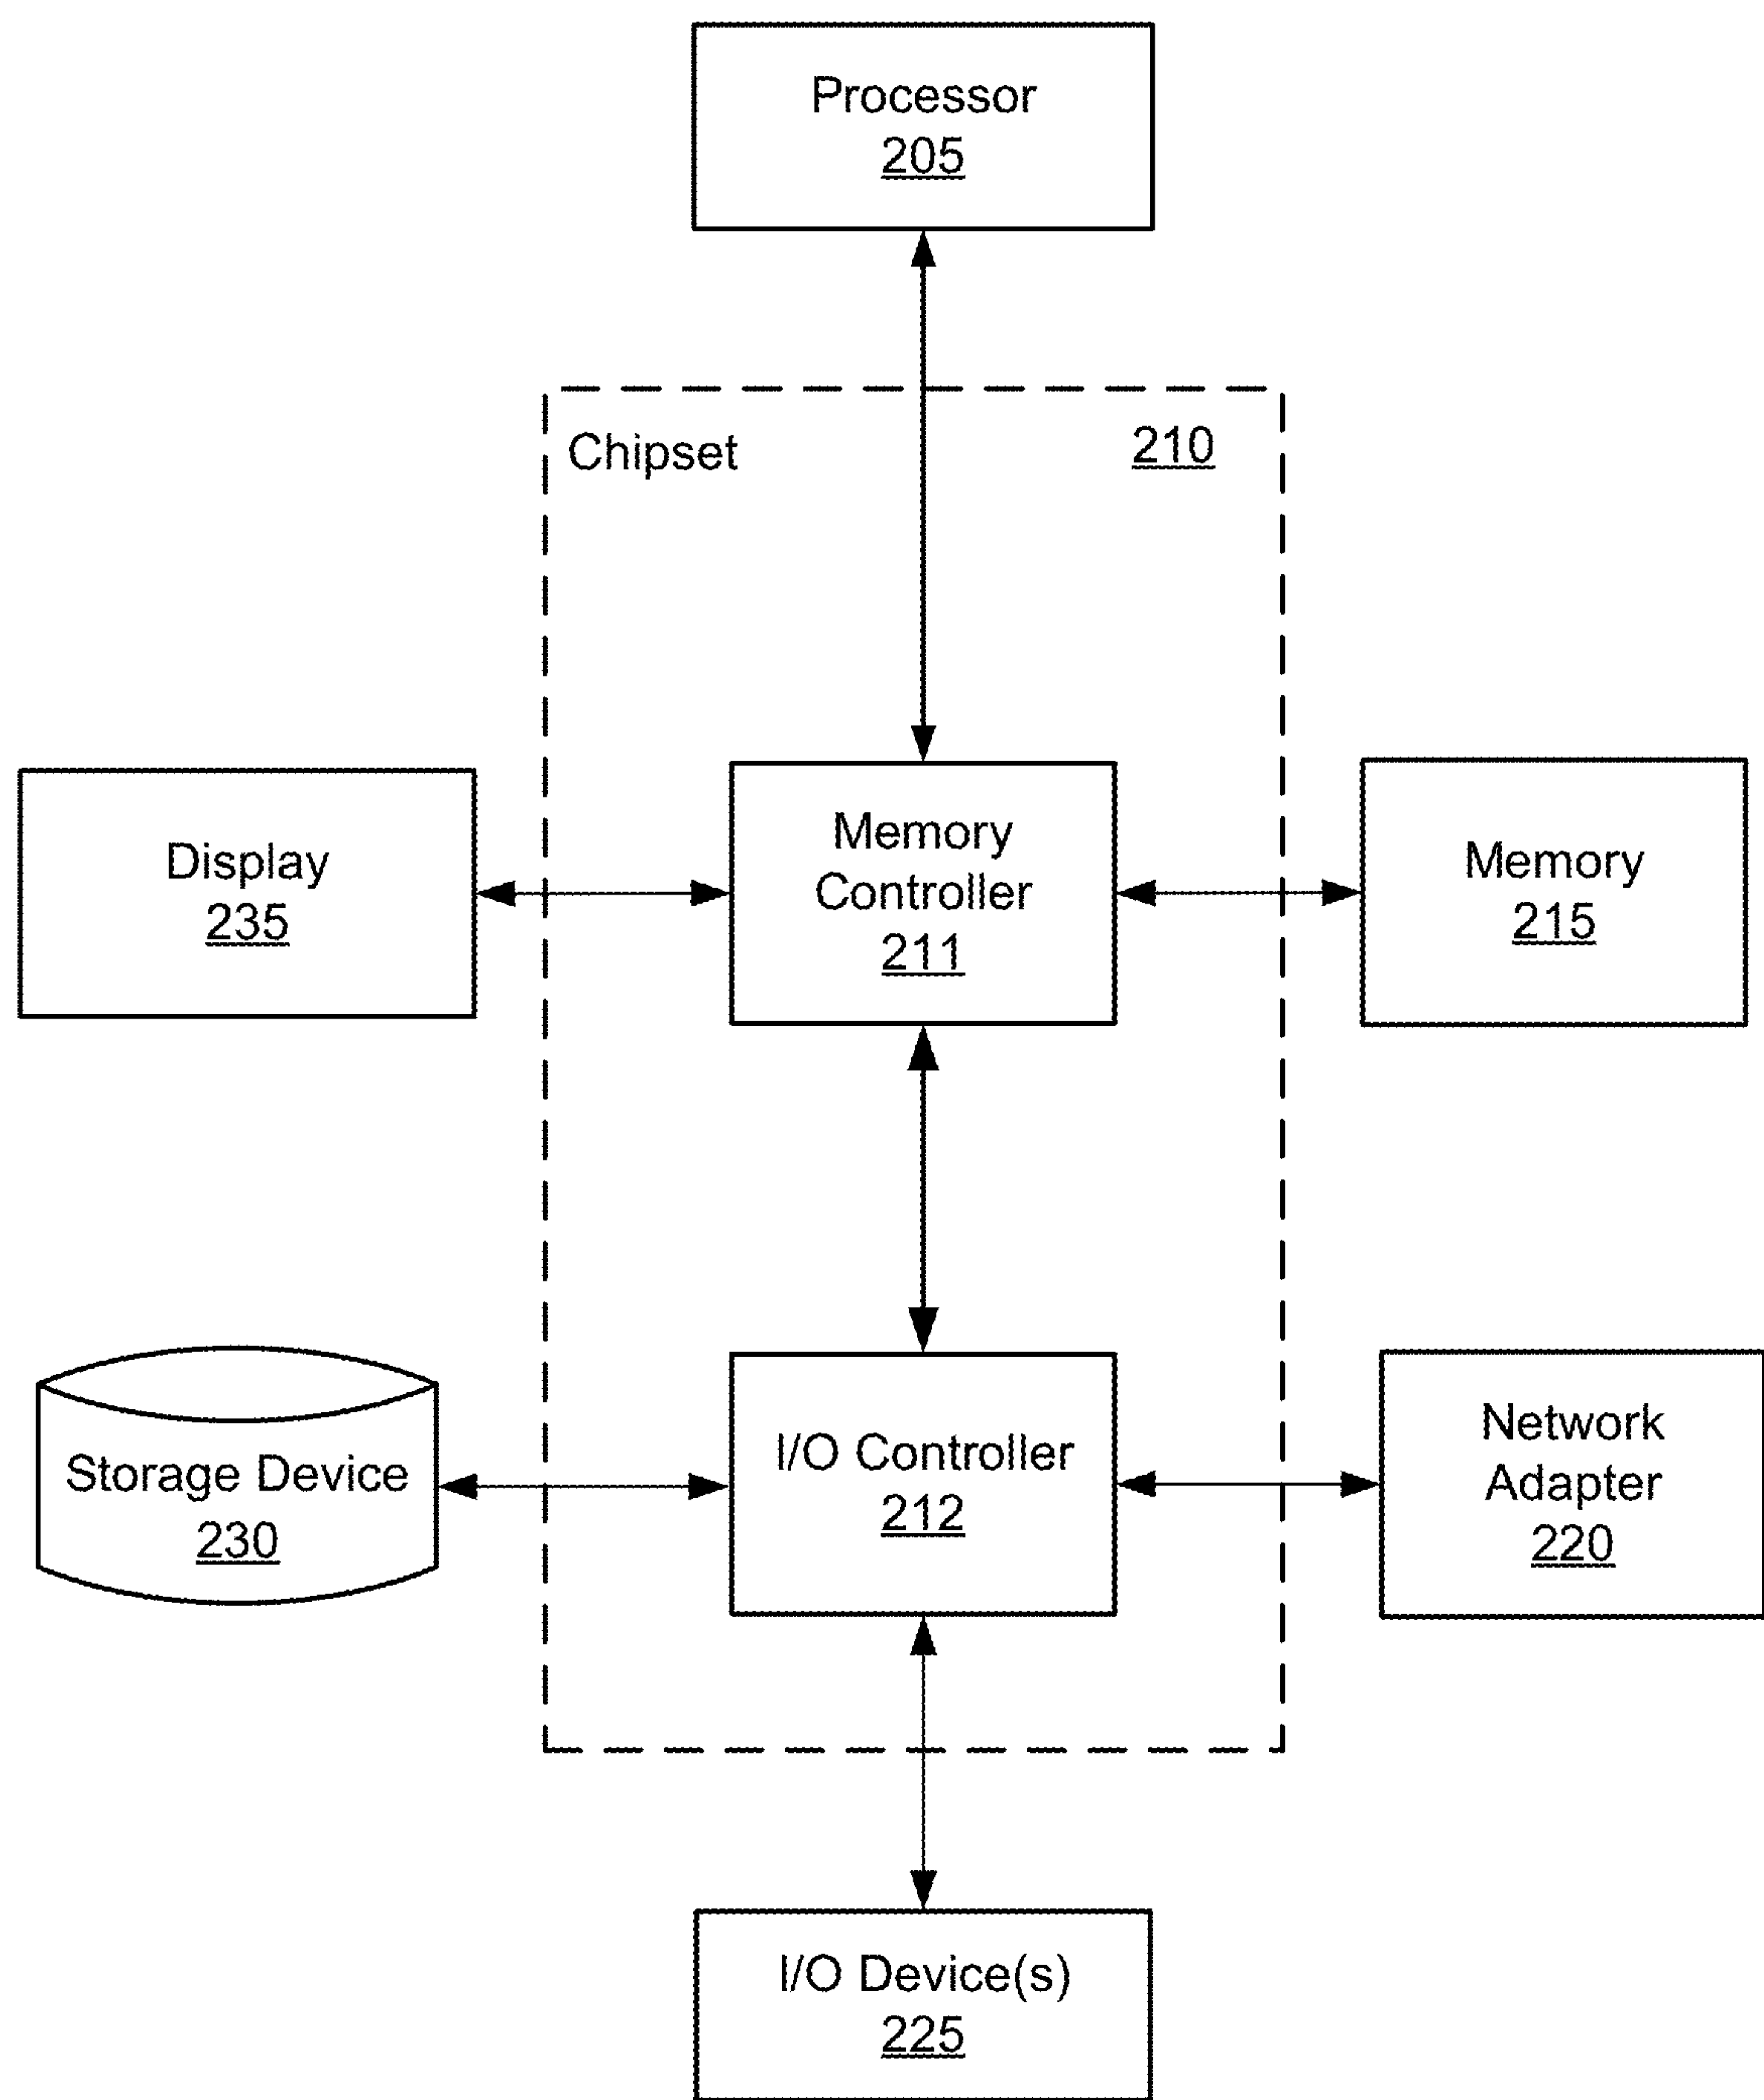 Processor
205
Chipset
210
Display
235
Memory
Controller
211
Memory
215
Storage Device
230
I/O Controller
212
Network
Adapter
220
I/O Device(s)
225